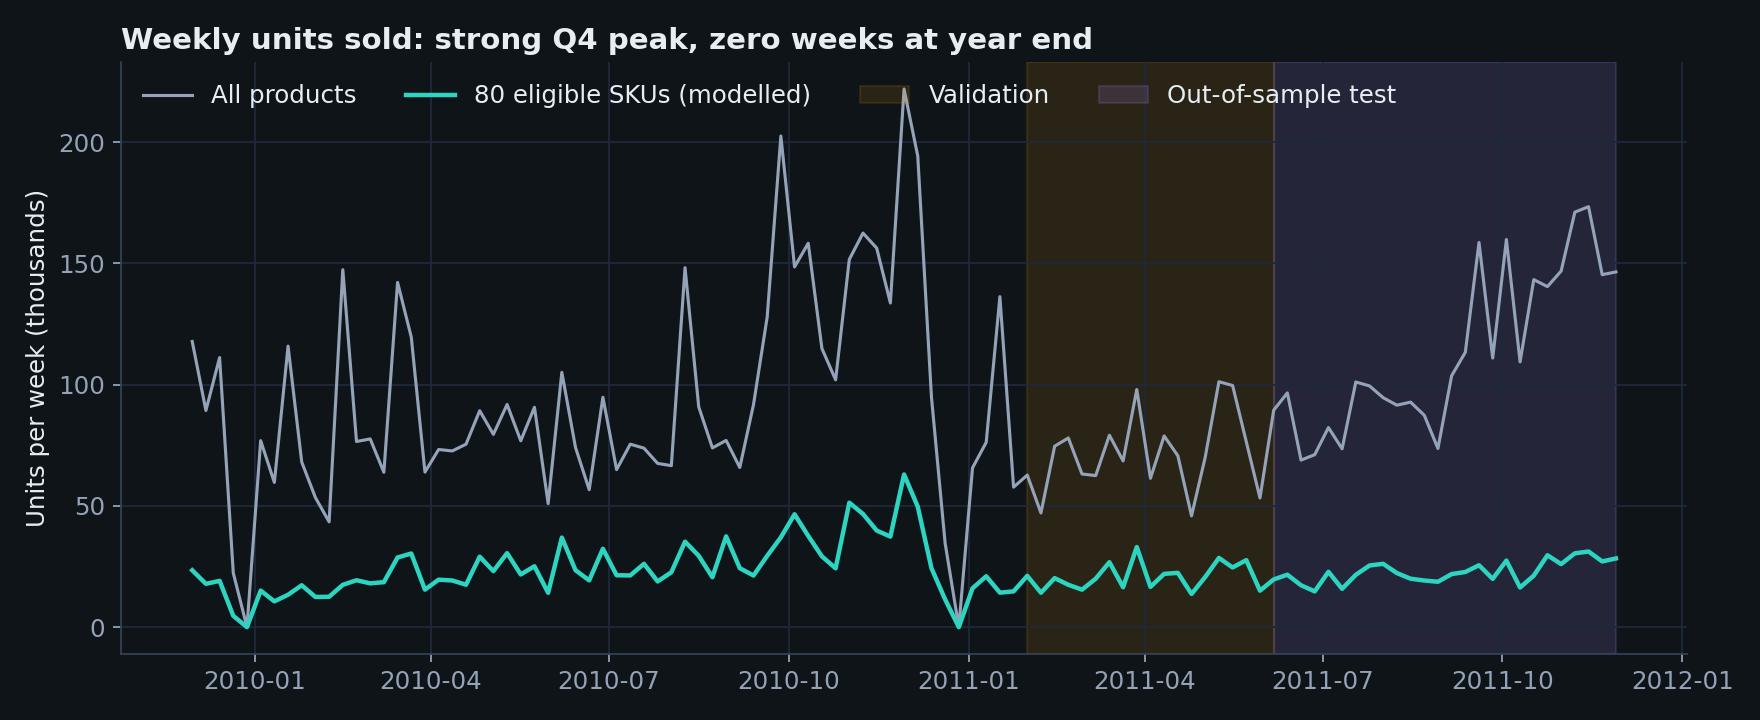 Weekly units sold: strong Q4 peak, zero weeks at year end
All products
80 eligible SKUs (modelled)
Validation
Out-of-sample test
Units per week (thousands)
200
150
100
50
0
2010-01
2010-04
2010-07
2010-10
2011-01
2011-04
2011-07
2011-10
2012-01